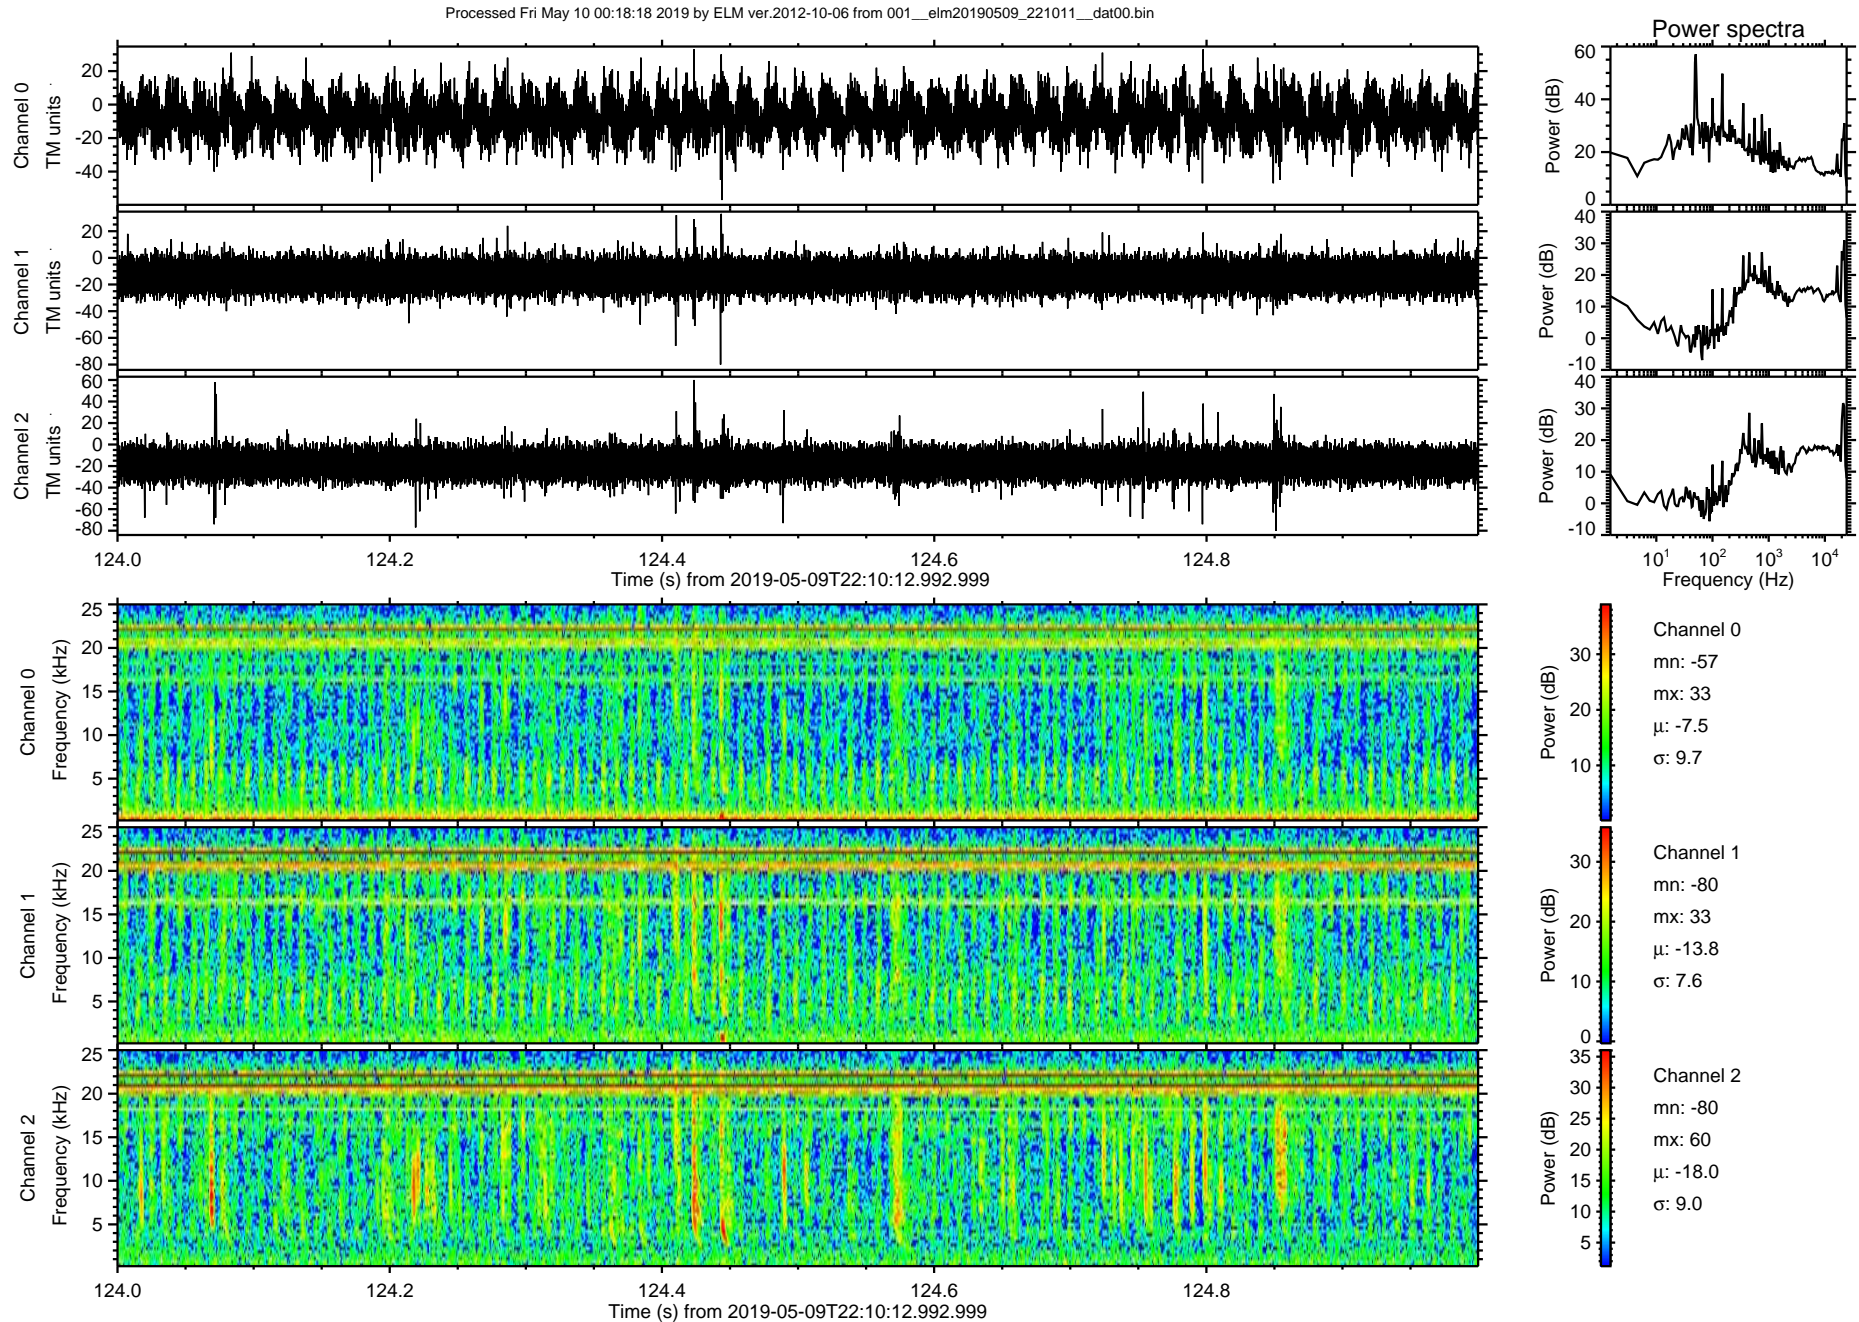 Processed Fri May 10 00:18:18 2019 by ELM ver.2012-10-06 from 001__elm20190509_221011__dat00.bin
Power spectra
Channel 0
TM units
20
0
-20
-40
Power (dB)
60
40
20
0
Channel 1
TM units
20
0
-20
-40
-60
-80
Power (dB)
40
30
20
10
0
-10
Channel 2
TM units
60
40
20
0
-20
-40
-60
-80
Power (dB)
40
30
20
10
0
-10
124.0 124.2 124.4 124.6 124.8
Time (s) from 2019-05-09T22:10:12.992.999
10¹ 10² 10³ 10⁴
Frequency (Hz)
Channel 0
Frequency (kHz)
25
20
15
10
5
Power (dB)
30
20
10
Channel 0
mn: -57
mx: 33
µ: -7.5
σ: 9.7
Channel 1
Frequency (kHz)
25
20
15
10
5
Power (dB)
30
20
10
0
Channel 1
mn: -80
mx: 33
µ: -13.8
σ: 7.6
Channel 2
Frequency (kHz)
25
20
15
10
5
Power (dB)
35
30
25
20
15
10
5
Channel 2
mn: -80
mx: 60
µ: -18.0
σ: 9.0
124.0 124.2 124.4 124.6 124.8
Time (s) from 2019-05-09T22:10:12.992.999